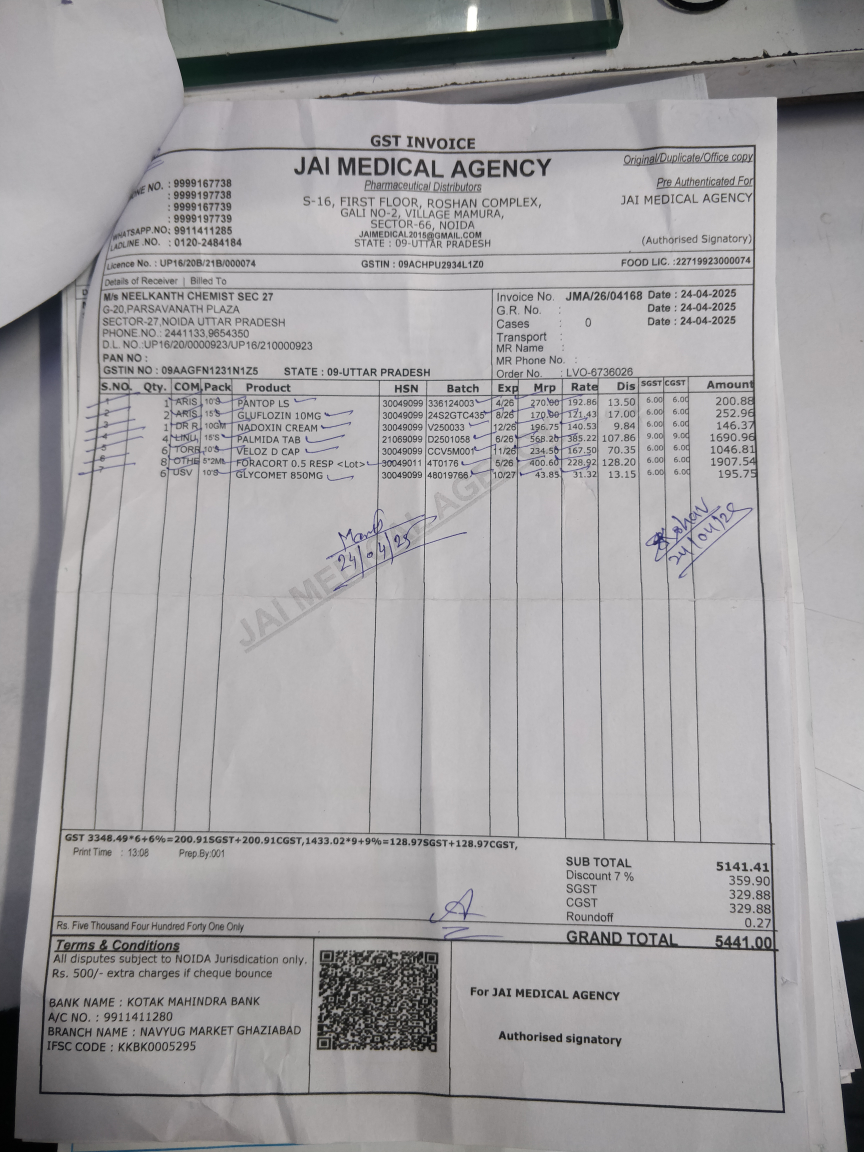 GST INVOICE
JAI MEDICAL AGENCY
Pharmaceutical Distributors
S-16, FIRST FLOOR, ROSHAN COMPLEX,
GALI NO-2, VILLAGE MAMURA,
SECTOR-66, NOIDA
JAIMEDICAL2015@GMAIL.COM
STATE : 09-UTTAR PRADESH
NO. : 9999167738
: 9999197738
: 9999167739
: 9999197739
WHATSAPP.NO: 9911411285
LADLINE .NO. : 0120-2484184
Original/Duplicate/Office copy
Pre Authenticated For
JAI MEDICAL AGENCY
(Authorised Signatory)
Licence No. : UP16/20B/21B/000074 GSTIN : 09ACHPU2934L1Z0 FOOD LIC. :22719923000074
Details of Receiver | Billed To
M/s NEELKANTH CHEMIST SEC 27
G-20,PARSAVANATH PLAZA
SECTOR-27,NOIDA UTTAR PRADESH
PHONE NO. : 2441133,9654350
D.L NO.:UP16/20/0000923/UP16/210000923
PAN NO :
GSTIN NO : 09AAGFN1231N1Z5 STATE : 09-UTTAR PRADESH
Invoice No. JMA/26/04168 Date : 24-04-2025
G.R. No. : Date : 24-04-2025
Cases : 0 Date : 24-04-2025
Transport :
MR Name :
MR Phone No. :
Order No. : LVO-6736026
S.NO. Qty. COM. Pack Product HSN Batch Exp Mrp Rate Dis SGST CGST Amount
1 1 ARIS 10'S PANTOP LS 30049099 336124003 4/26 270.00 192.86 13.50 6.00 6.00 200.88
2 2 ARIS 15'S GLUFLOZIN 10MG 30049099 24S2GTC435 8/26 170.00 121.43 17.00 6.00 6.00 252.96
3 1 DR R 10GM NADOXIN CREAM 30049099 V250033 12/26 196.75 140.53 9.84 6.00 6.00 146.37
4 4 LINU 15'S PALMIDA TAB 21069099 D2501058 6/26 568.20 385.22 107.86 9.00 9.00 1690.96
5 6 TORR 10'S VELOZ D CAP 30049099 CCV5M001 11/26 234.50 167.50 70.35 6.00 6.00 1046.81
6 8 OTHE 5*2ML FORACORT 0.5 RESP <Lot> 30049011 4T0176 5/26 400.60 228.92 128.20 6.00 6.00 1907.54
7 6 USV 10'S GLYCOMET 850MG 30049099 48019766 10/27 43.85 31.32 13.15 6.00 6.00 195.75
24/04/25
24/04/25
JAI MEDICAL AGENCY
GST 3348.49*6+6%=200.91SGST+200.91CGST,1433.02*9+9%=128.97SGST+128.97CGST,
Print Time : 13:08 Prep.By:001
SUB TOTAL 5141.41
Discount 7 % 359.90
SGST 329.88
CGST 329.88
Roundoff 0.27
GRAND TOTAL 5441.00
Rs. Five Thousand Four Hundred Forty One Only
Terms & Conditions
All disputes subject to NOIDA Jurisdication only.
Rs. 500/- extra charges if cheque bounce
BANK NAME : KOTAK MAHINDRA BANK
A/C NO. : 9911411280
BRANCH NAME : NAVYUG MARKET GHAZIABAD
IFSC CODE : KKBK0005295
For JAI MEDICAL AGENCY
Authorised signatory